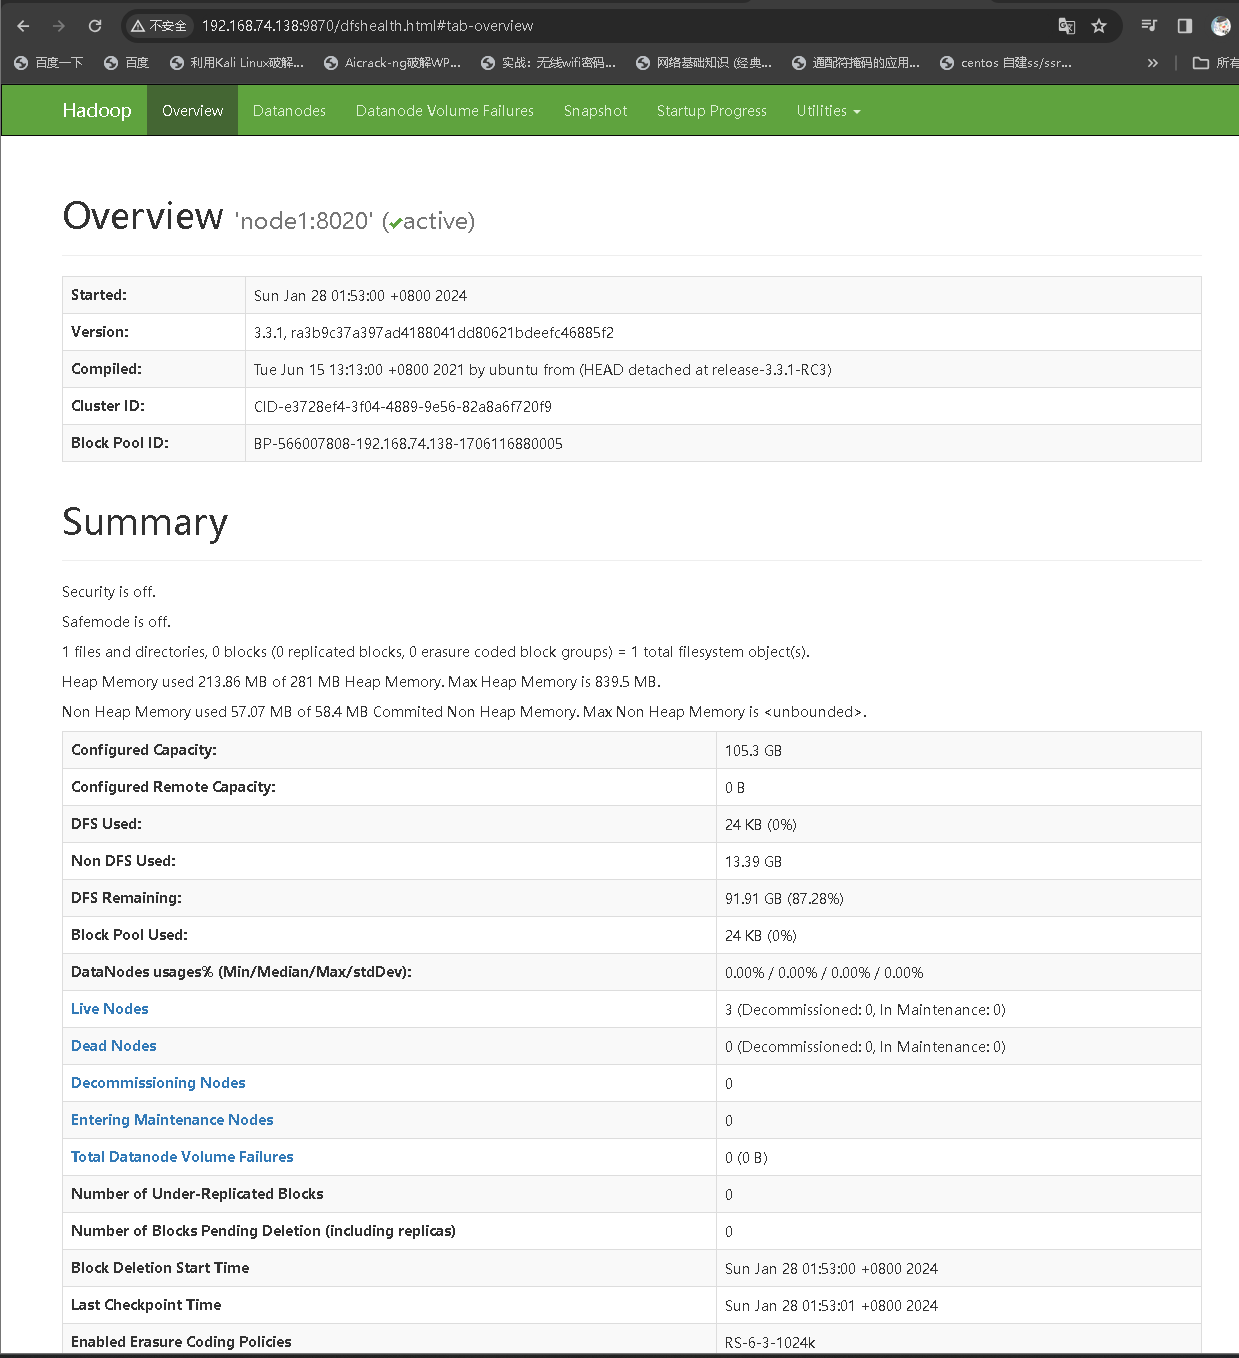 不安全 192.168.74.138:9870/dfshealth.html#tab-overview
百度一下 百度 利用Kali Linux破解... Aicrack-ng破解WP... 实战：无线wifi密码... 网络基础知识 (经典... 通配符掩码的应用... centos 自建ss/ssr... » 所有
Hadoop Overview Datanodes Datanode Volume Failures Snapshot Startup Progress Utilities
Overview 'node1:8020' (✔active)
Started: Sun Jan 28 01:53:00 +0800 2024
Version: 3.3.1, ra3b9c37a397ad4188041dd80621bdeefc46885f2
Compiled: Tue Jun 15 13:13:00 +0800 2021 by ubuntu from (HEAD detached at release-3.3.1-RC3)
Cluster ID: CID-e3728ef4-3f04-4889-9e56-82a8a6f720f9
Block Pool ID: BP-566007808-192.168.74.138-1706116880005
Summary
Security is off.
Safemode is off.
1 files and directories, 0 blocks (0 replicated blocks, 0 erasure coded block groups) = 1 total filesystem object(s).
Heap Memory used 213.86 MB of 281 MB Heap Memory. Max Heap Memory is 839.5 MB.
Non Heap Memory used 57.07 MB of 58.4 MB Commited Non Heap Memory. Max Non Heap Memory is <unbounded>.
Configured Capacity: 105.3 GB
Configured Remote Capacity: 0 B
DFS Used: 24 KB (0%)
Non DFS Used: 13.39 GB
DFS Remaining: 91.91 GB (87.28%)
Block Pool Used: 24 KB (0%)
DataNodes usages% (Min/Median/Max/stdDev): 0.00% / 0.00% / 0.00% / 0.00%
Live Nodes 3 (Decommissioned: 0, In Maintenance: 0)
Dead Nodes 0 (Decommissioned: 0, In Maintenance: 0)
Decommissioning Nodes 0
Entering Maintenance Nodes 0
Total Datanode Volume Failures 0 (0 B)
Number of Under-Replicated Blocks 0
Number of Blocks Pending Deletion (including replicas) 0
Block Deletion Start Time Sun Jan 28 01:53:00 +0800 2024
Last Checkpoint Time Sun Jan 28 01:53:01 +0800 2024
Enabled Erasure Coding Policies RS-6-3-1024k